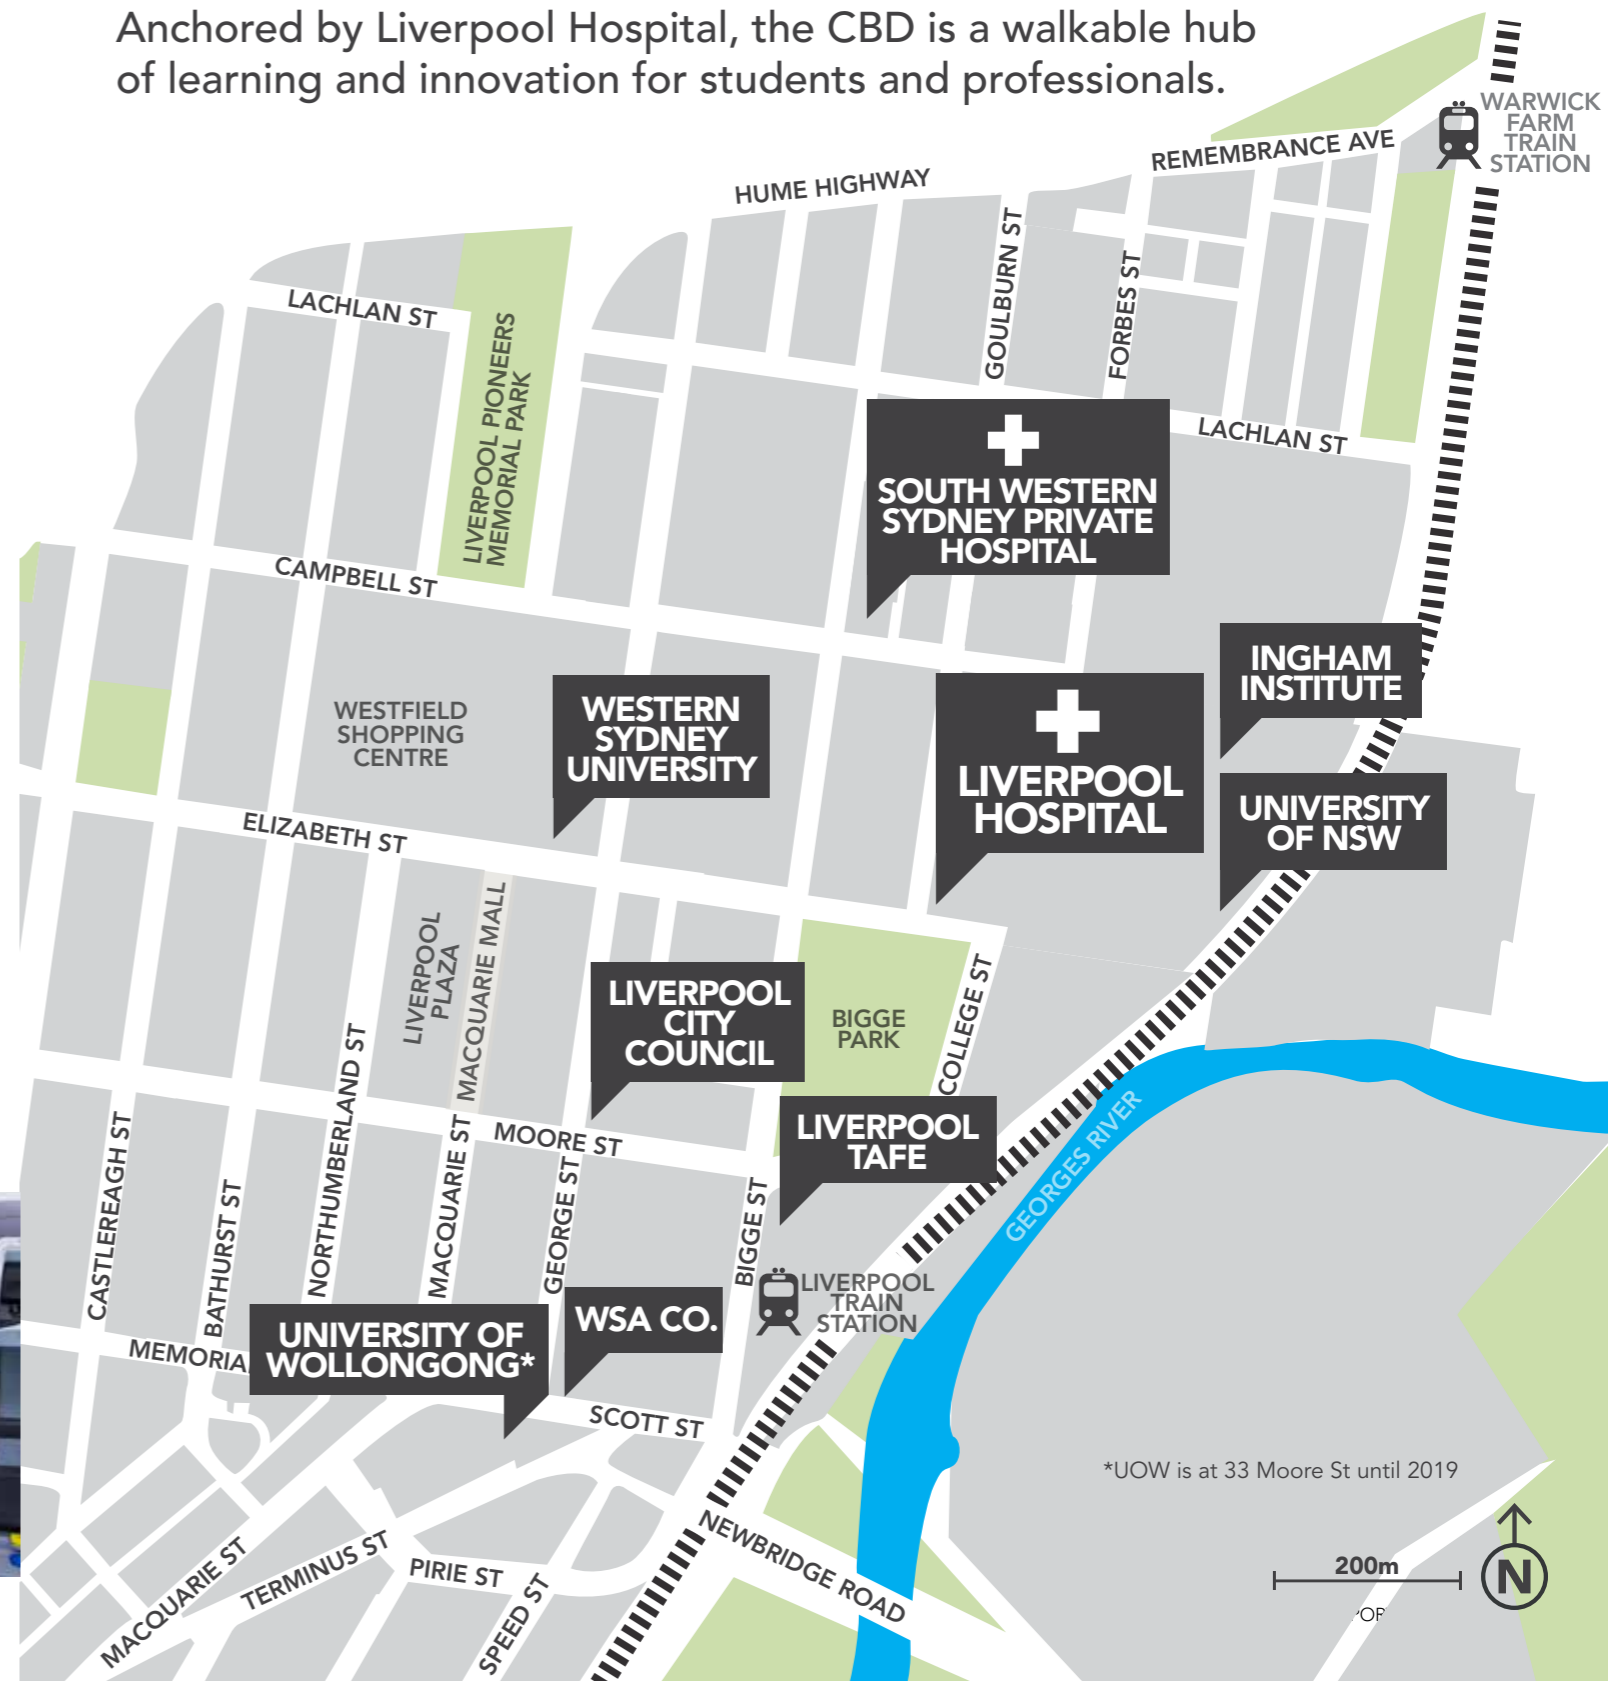 Anchored by Liverpool Hospital, the CBD is a walkable hub
of learning and innovation for students and professionals.
WARWICK
FARM
TRAIN
STATION
REMEMBRANCE AVE
HUME HIGHWAY
GOULBURN ST
FORBES ST
LACHLAN ST
LIVERPOOL PIONEERS
MEMORIAL PARK
LACHLAN ST
SOUTH WESTERN
SYDNEY PRIVATE
HOSPITAL
CAMPBELL ST
INGHAM
INSTITUTE
WESTFIELD
SHOPPING
CENTRE
WESTERN
SYDNEY
UNIVERSITY
LIVERPOOL
HOSPITAL
UNIVERSITY
OF NSW
ELIZABETH ST
LIVERPOOL
PLAZA
MACQUARIE MALL
LIVERPOOL
CITY
COUNCIL
BIGGE
PARK
COLLEGE ST
LIVERPOOL
TAFE
GEORGES RIVER
MOORE ST
CASTLEREAGH ST
BATHURST ST
NORTHUMBERLAND ST
MACQUARIE ST
GEORGE ST
BIGGE ST
LIVERPOOL
TRAIN
STATION
WSA CO.
UNIVERSITY OF
WOLLONGONG*
MEMORIA
SCOTT ST
*UOW is at 33 Moore St until 2019
NEWBRIDGE ROAD
MACQUARIE ST
TERMINUS ST
PIRIE ST
SPEED ST
200m
N